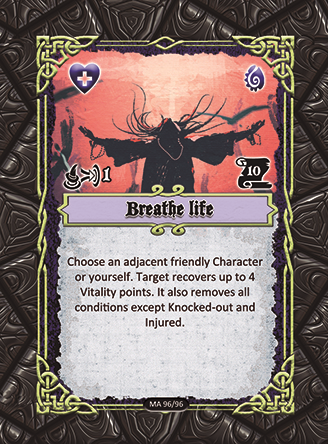 1
10
Breathe life
Choose an adjacent friendly Character
or yourself. Target recovers up to 4
Vitality points. It also removes all
conditions except Knocked-out and
Injured.
MA 96/96